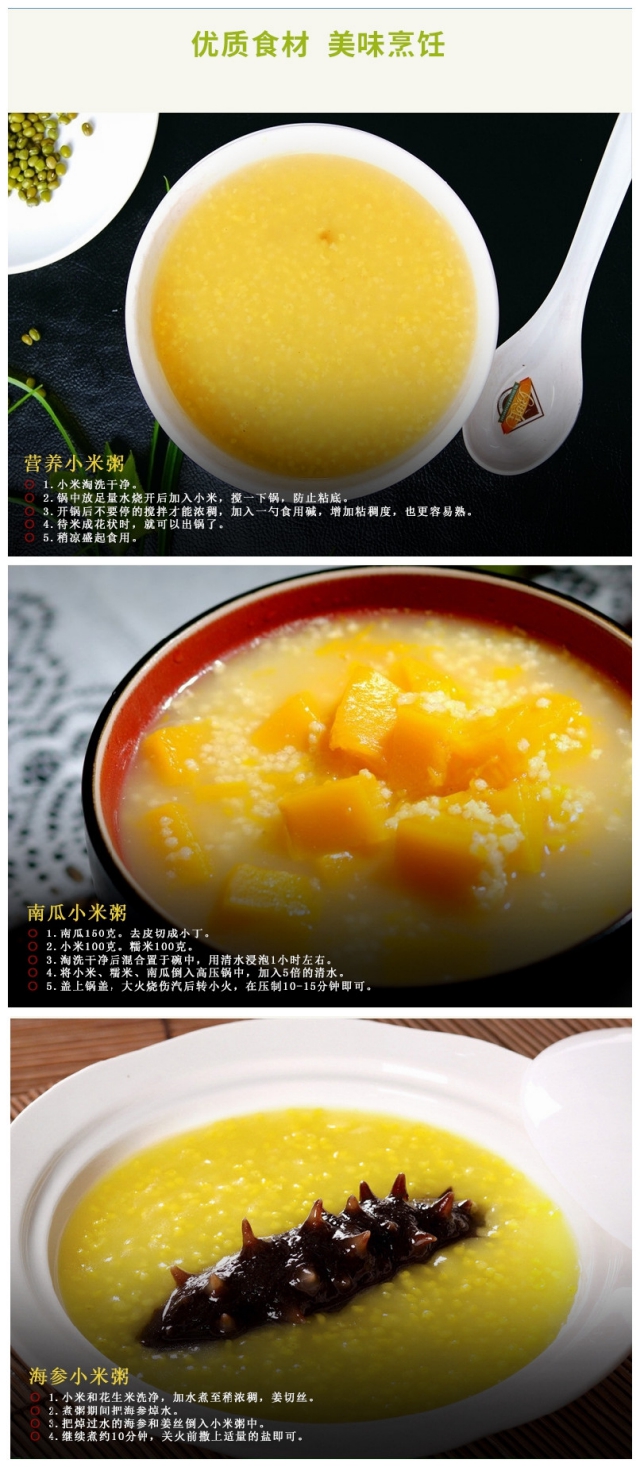 优质食材 美味烹饪
营养小米粥
1.小米淘洗干净。
2.锅中放足量水烧开后加入小米，搅一下锅，防止粘底。
3.开锅后不要停的搅拌才能浓稠，加入一勺食用碱，增加粘稠度，也更容易熟。
4.待米成花状时，就可以出锅了。
5.稍凉盛起食用。
南瓜小米粥
1.南瓜150克。去皮切成小丁。
2.小米100克。糯米100克。
3.淘洗干净后混合置于碗中，用清水浸泡1小时左右。
4.将小米、糯米、南瓜倒入高压锅中，加入5倍的清水。
5.盖上锅盖，大火烧伤汽后转小火，在压制10-15分钟即可。
海参小米粥
1.小米和花生米洗净，加水煮至稍浓稠，姜切丝。
2.煮粥期间把海参焯水。
3.把焯过水的海参和姜丝倒入小米粥中。
4.继续煮约10分钟，关火前撒上适量的盐即可。